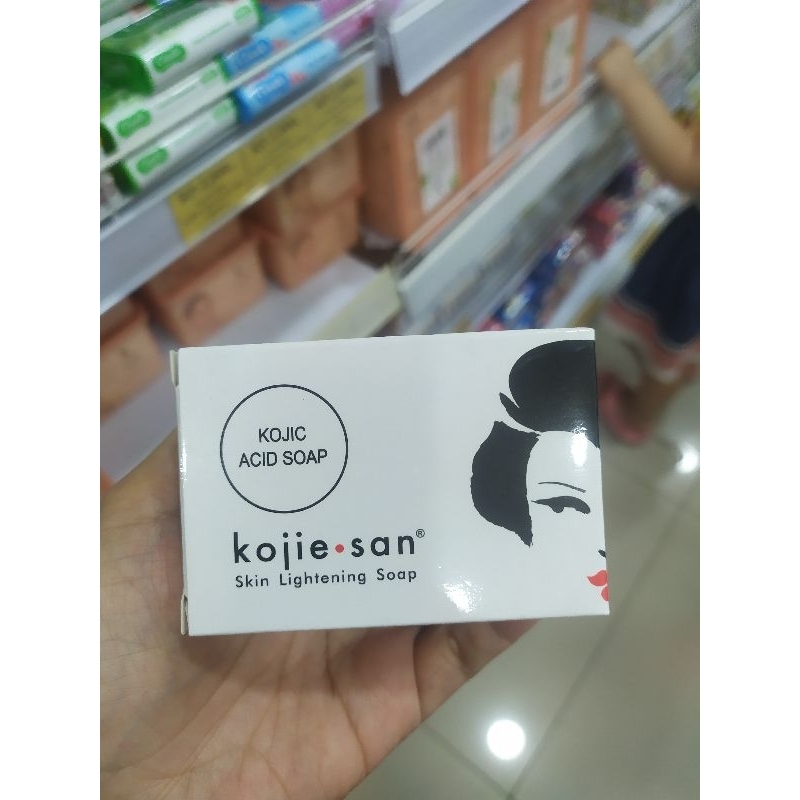 KOJIC
ACID SOAP
kojie·san®
Skin Lightening Soap